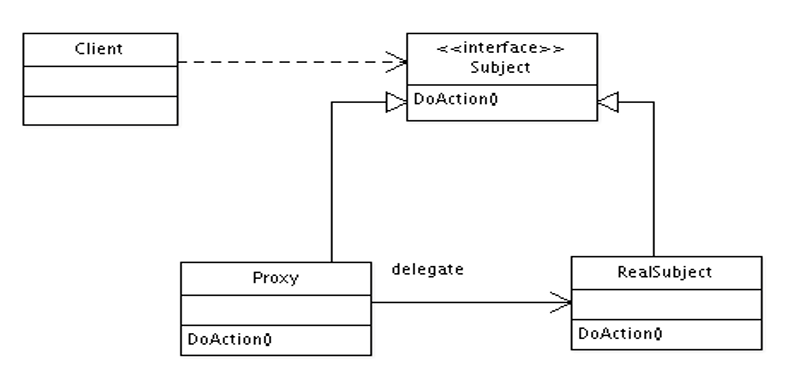 Client
<<interface>>
Subject
DoAction()
delegate
Proxy
DoAction()
RealSubject
DoAction()